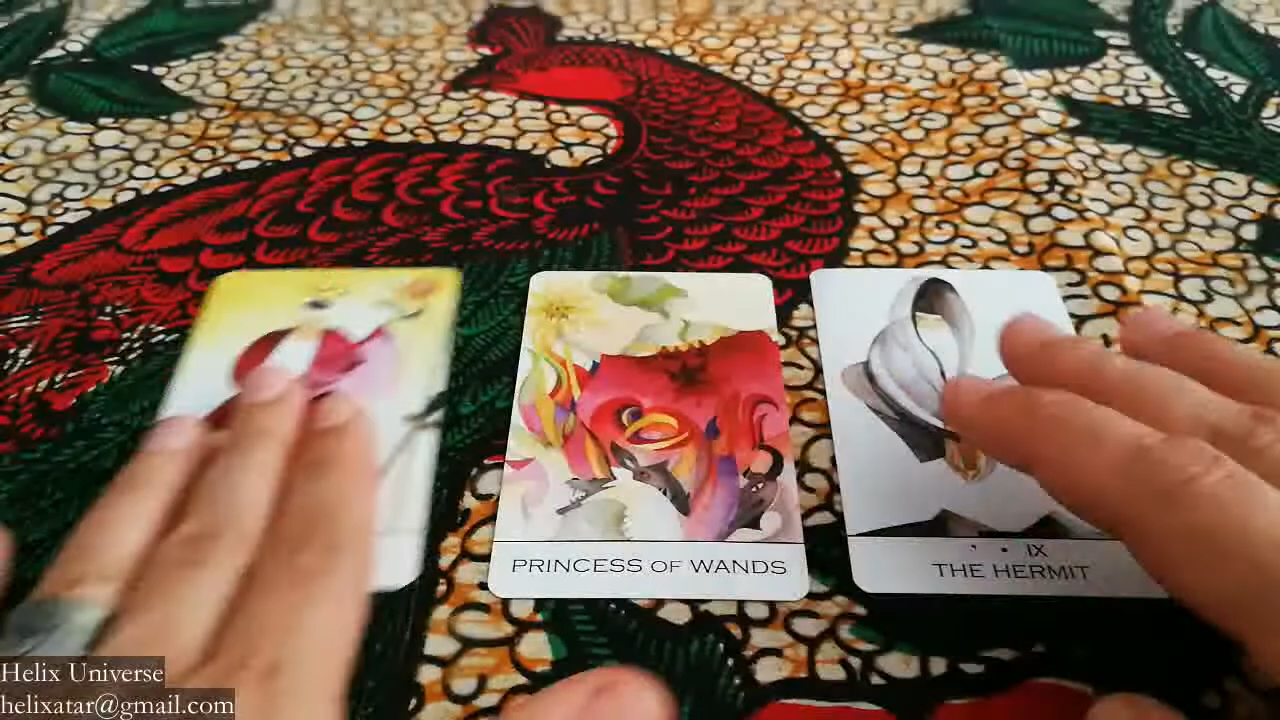 PRINCESS OF WANDS
IX
THE HERMIT
Helix Universe
helixatar@gmail.com